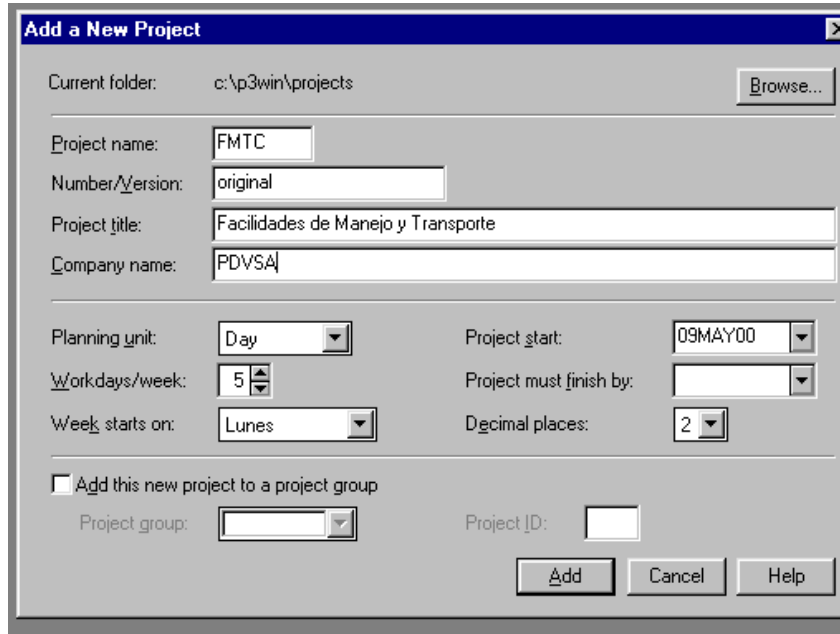 Add a New Project
Current folder: c:\p3win\projects Browse...
Project name: FMTC
Number/Version: original
Project title: Facilidades de Manejo y Transporte
Company name: PDVSA
Planning unit: Day Project start: 09MAY00
Workdays/week: 5 Project must finish by:
Week starts on: Lunes Decimal places: 2
Add this new project to a project group
Project group: Project ID:
Add Cancel Help